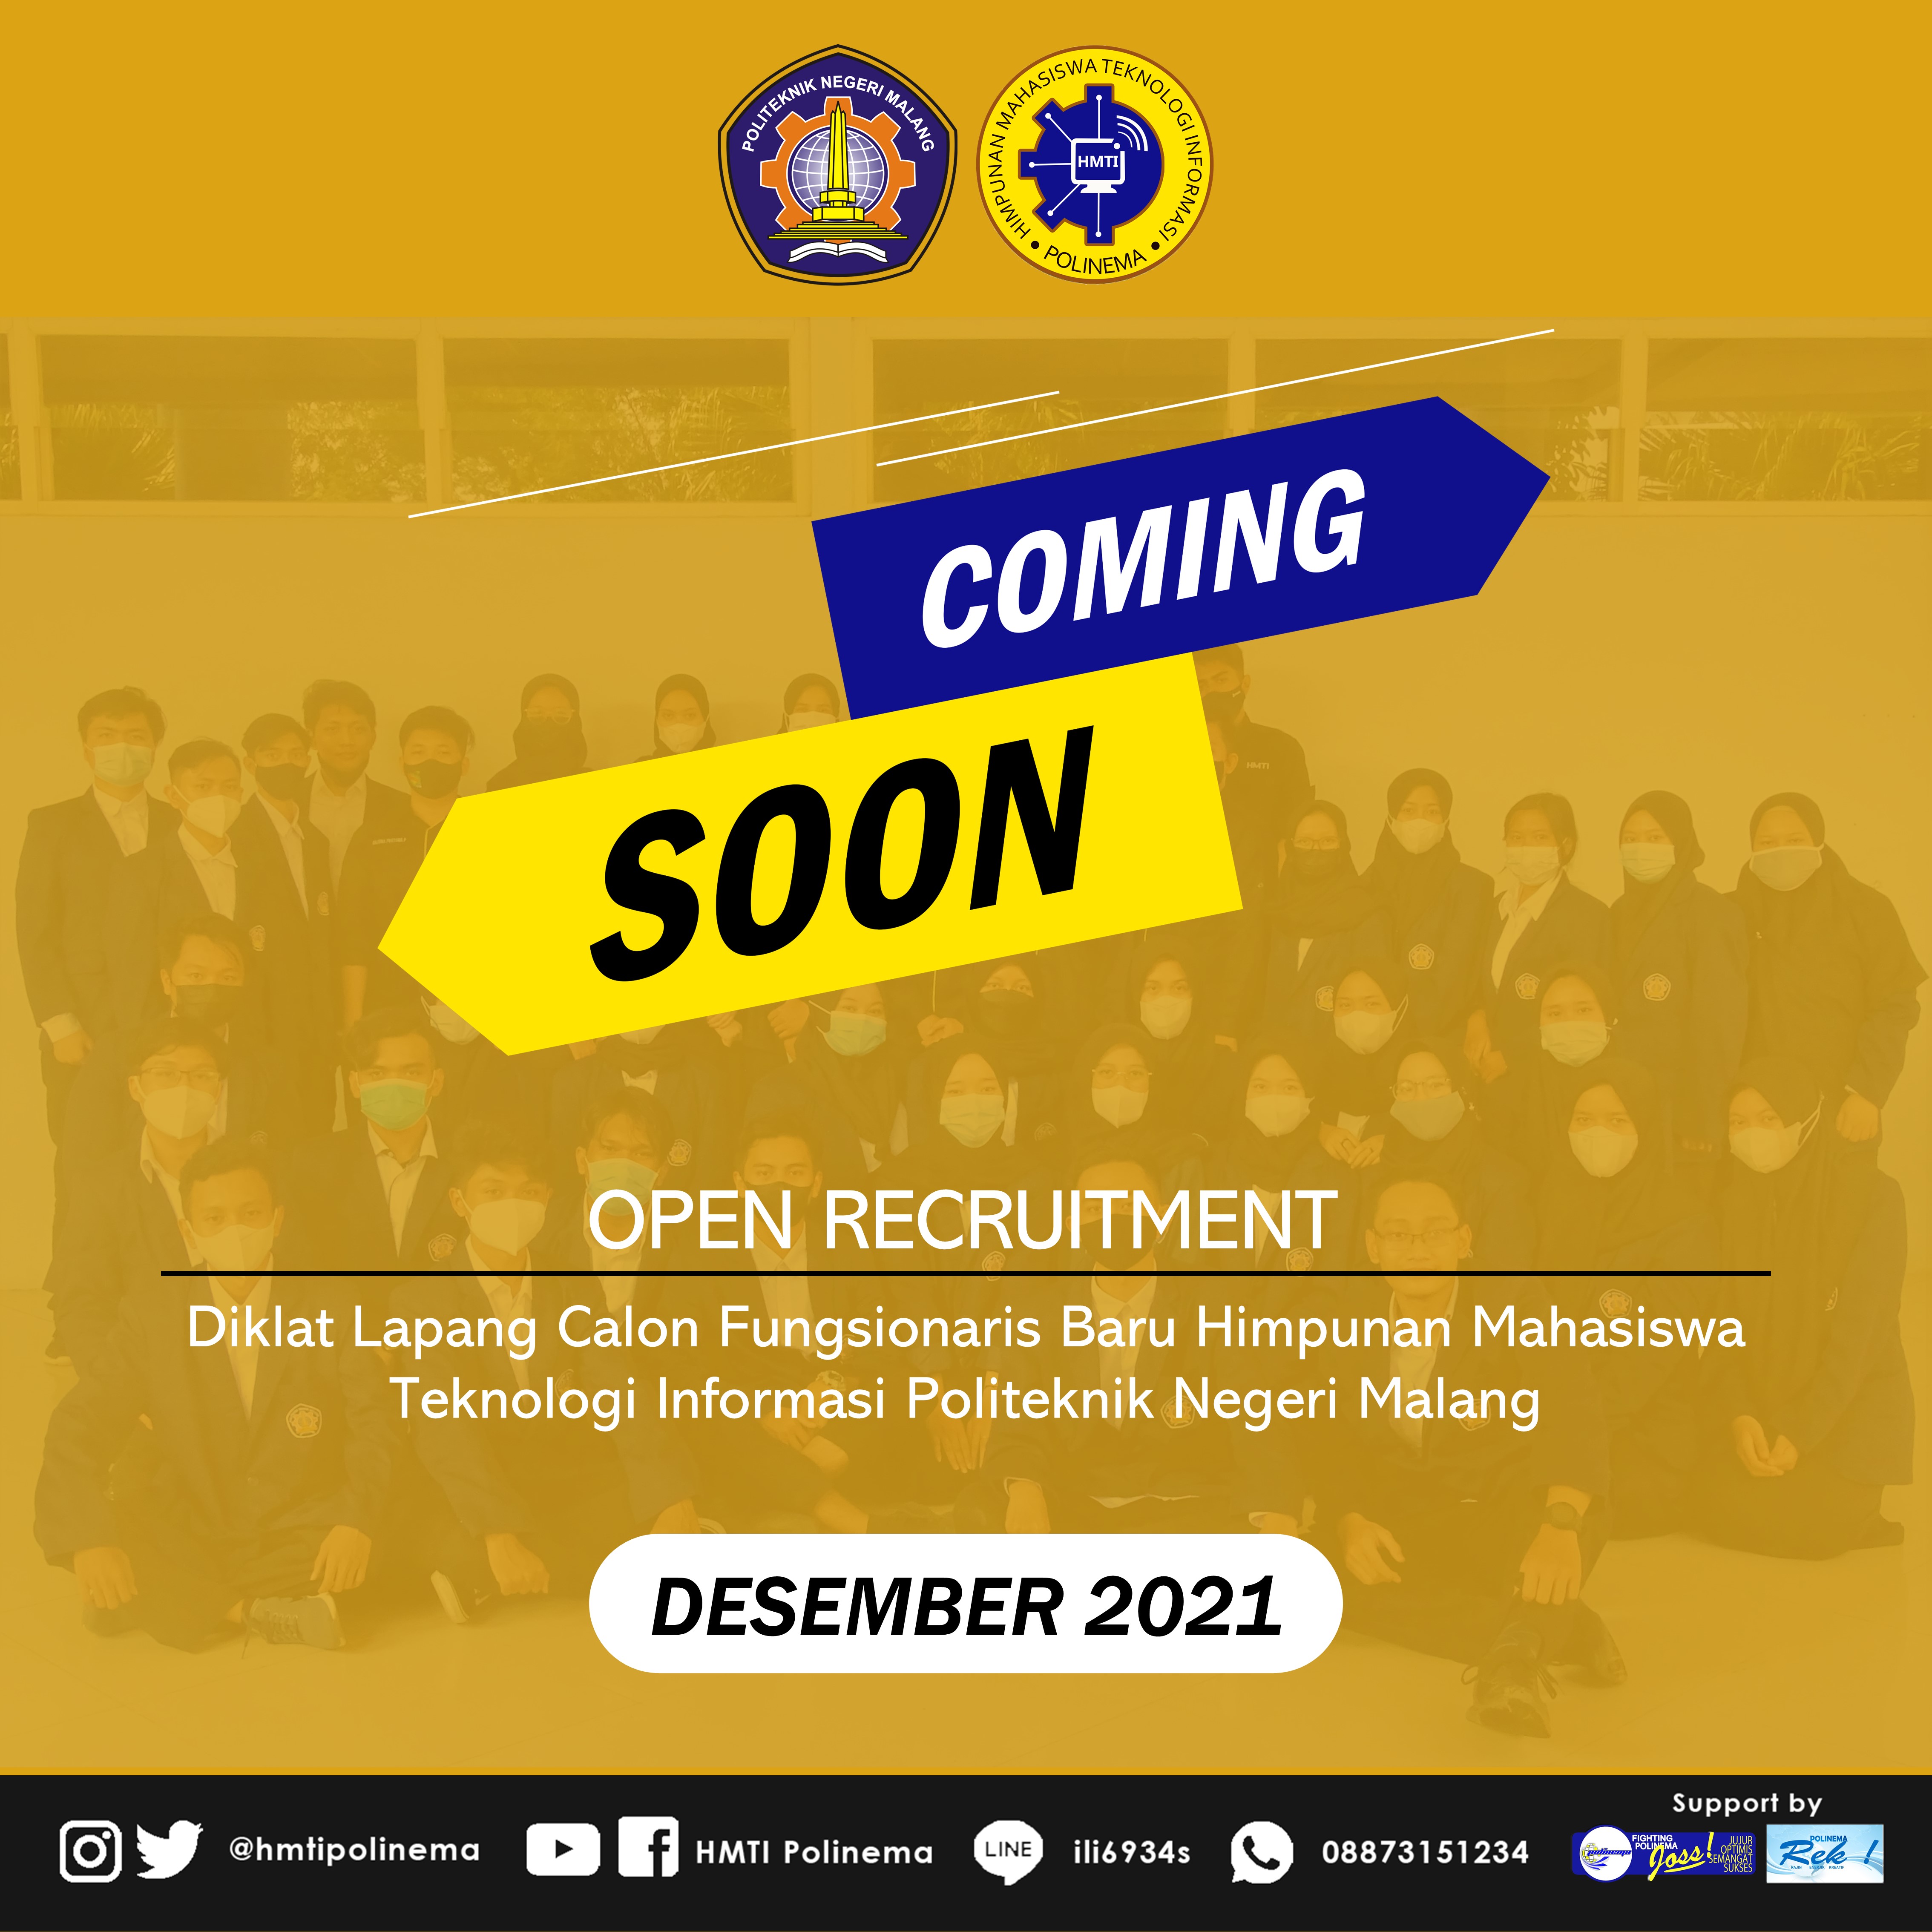 POLITEKNIK NEGERI MALANG
HIMPUNAN MAHASISWA TEKNOLOGI INFORMASI
HMTI
• POLINEMA •
COMING
SOON
HMTI
OPEN RECRUITMENT
Diklat Lapang Calon Fungsionaris Baru Himpunan Mahasiswa
Teknologi Informasi Politeknik Negeri Malang
DESEMBER 2021
Support by
@hmtipolinema
HMTI Polinema
LINE
ili6934s
08873151234
polinema
FIGHTING
POLINEMA
Joss!
JUJUR
OPTIMIS
SEMANGAT
SUKSES
POLINEMA
Rek !